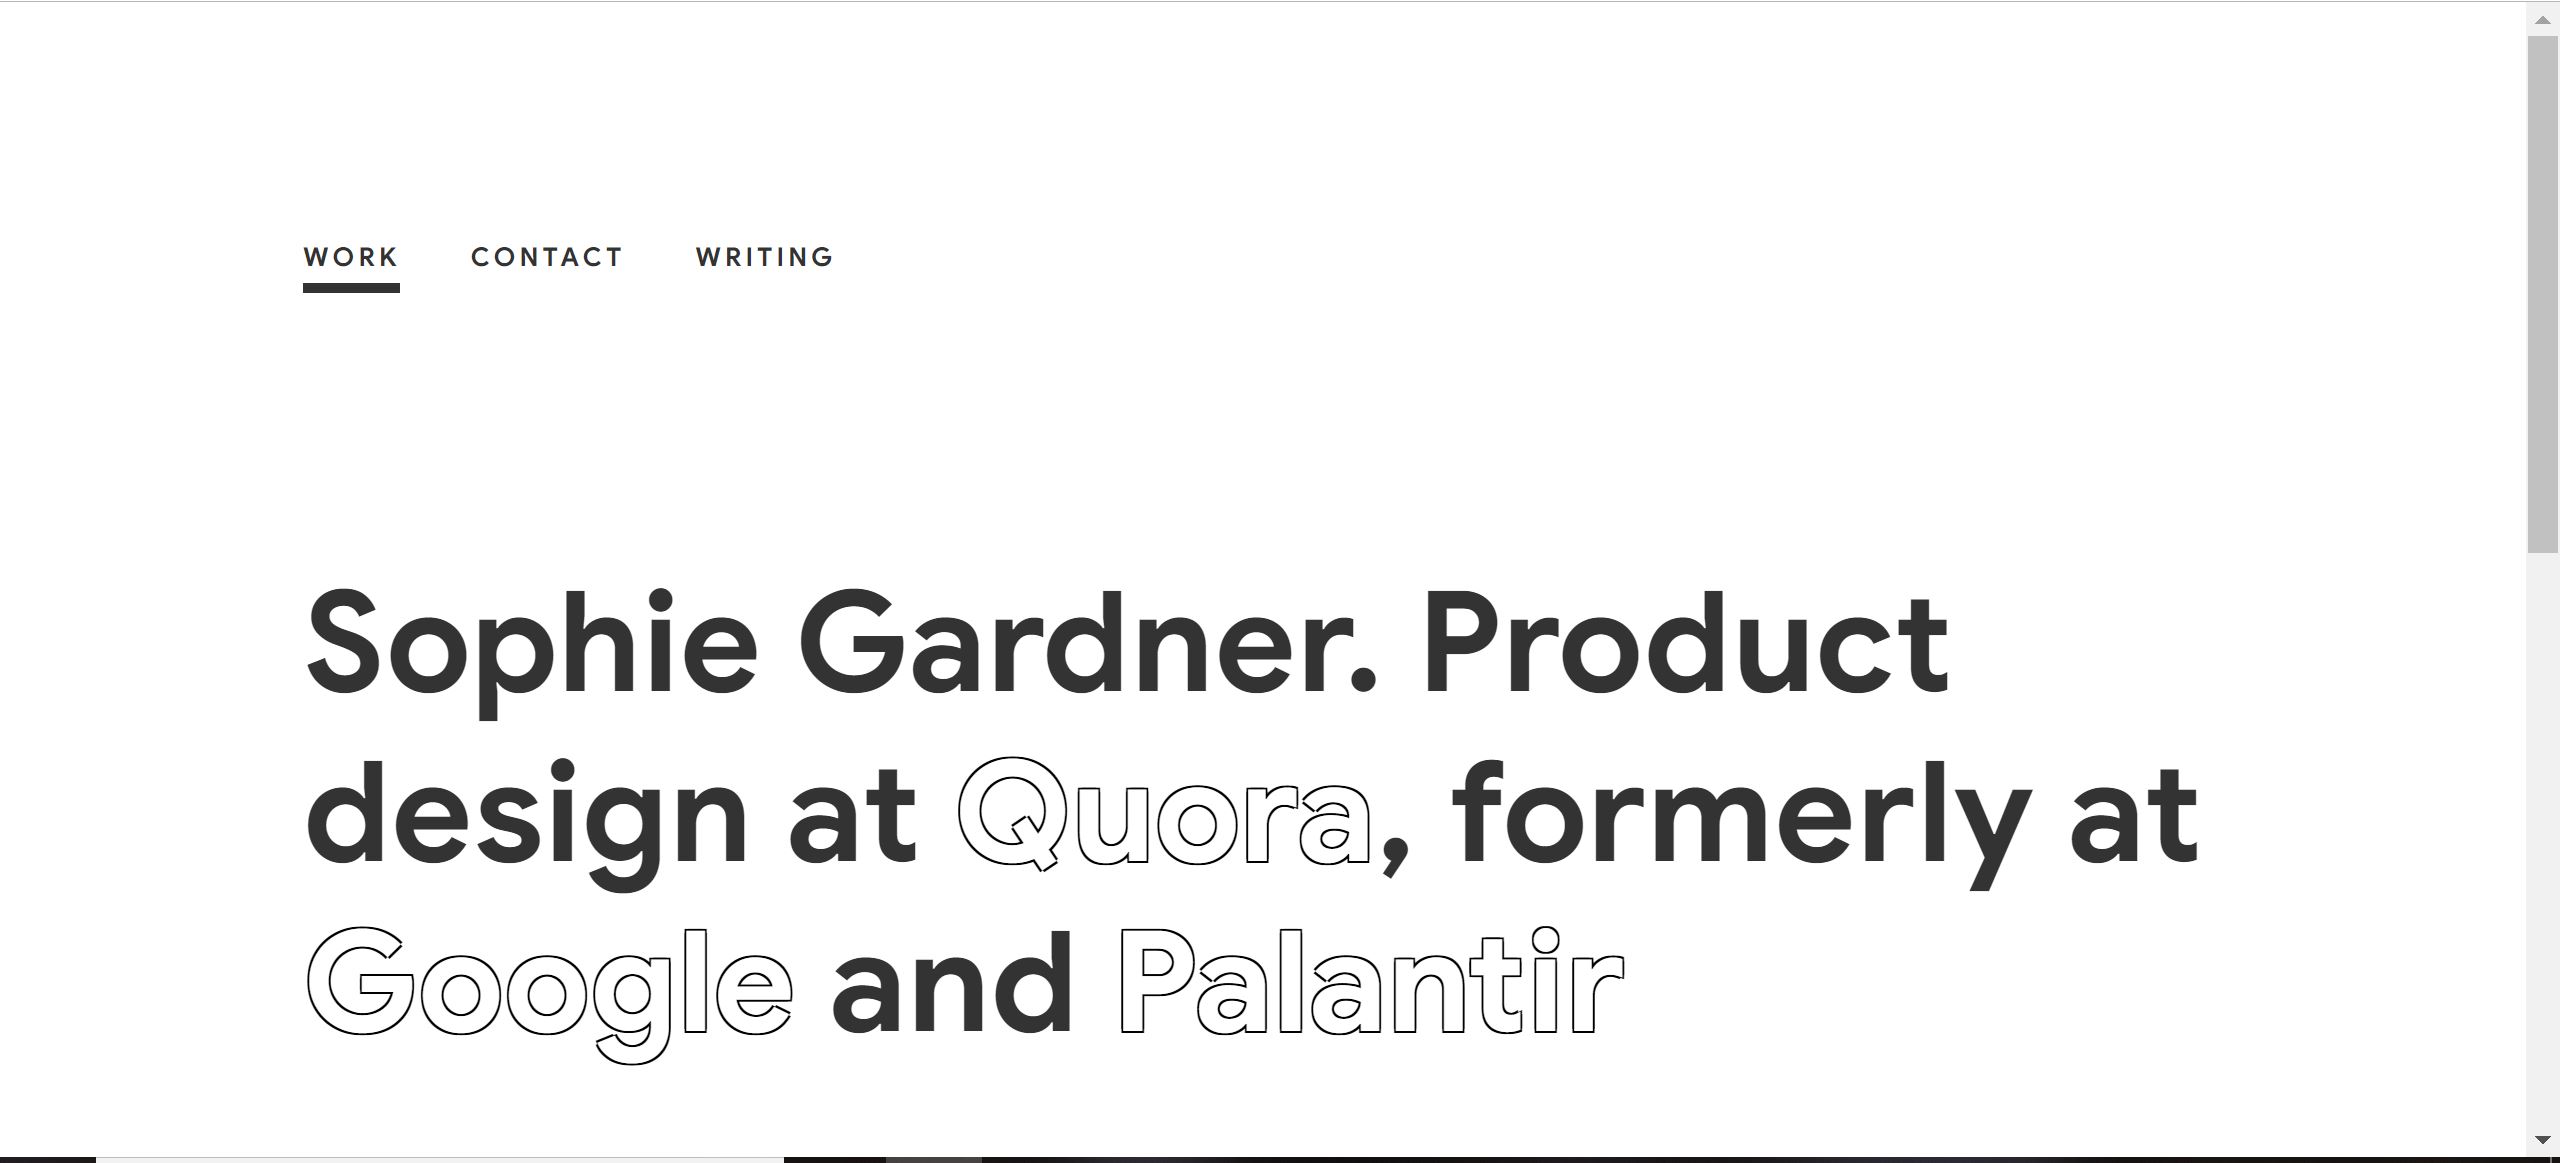 WORK CONTACT WRITING
Sophie Gardner. Product
design at Quora, formerly at
Google and Palantir